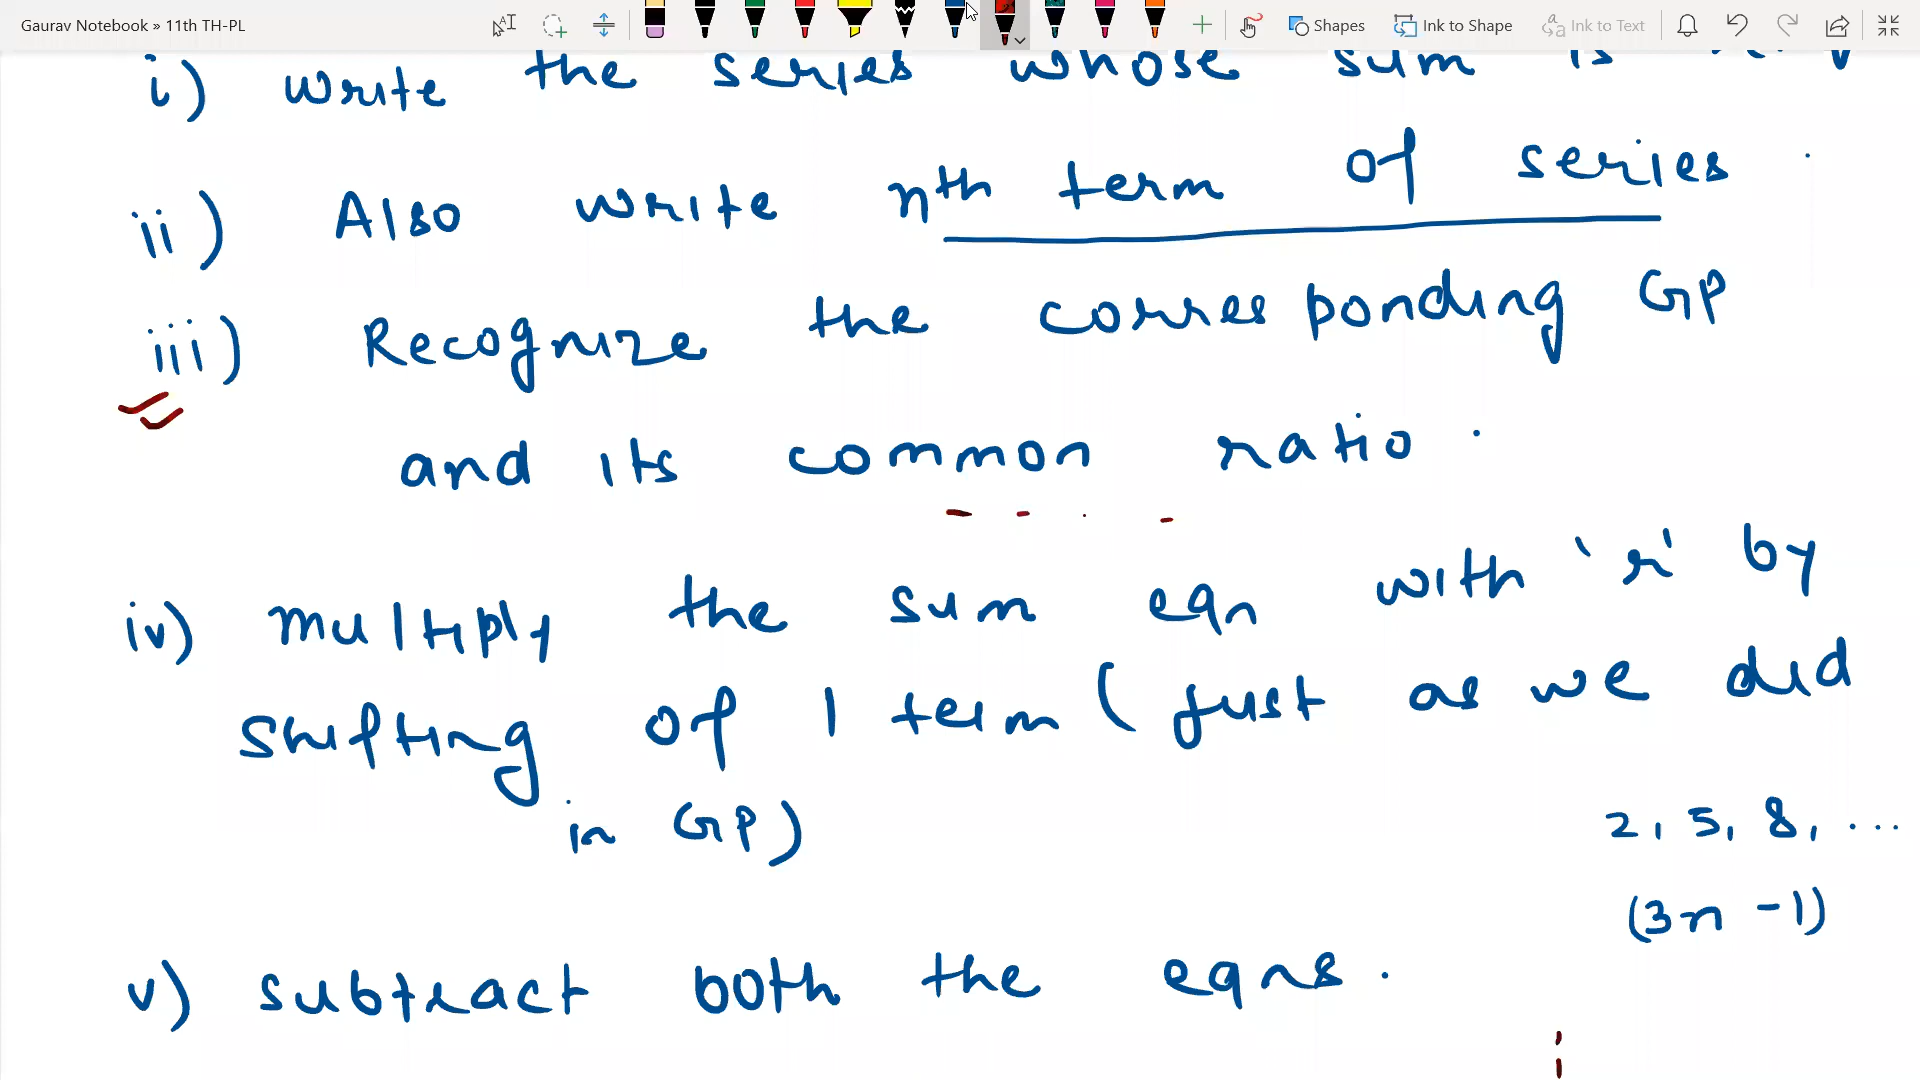 Gaurav Notebook » 11th TH-PL
Shapes Ink to Shape Ink to Text
i) write the series whose sum is
ii) Also write nth term of series.
iii) Recognize the corresponding GP
and its common ratio.
iv) multiply the sum eqn with 'r' by
shifting of 1 term (just as we did
in GP)
2, 5, 8, ...
(3n - 1)
v) subtract both the eqns.